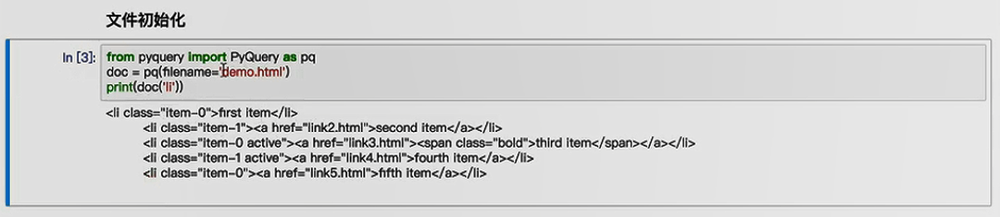 文件初始化
In [3]: from pyquery import PyQuery as pq
doc = pq(filename='demo.html')
print(doc('li'))
<li class="item-0">first item</li>
<li class="item-1"><a href="link2.html">second item</a></li>
<li class="item-0 active"><a href="link3.html"><span class="bold">third item</span></a></li>
<li class="item-1 active"><a href="link4.html">fourth item</a></li>
<li class="item-0"><a href="link5.html">fifth item</a></li>